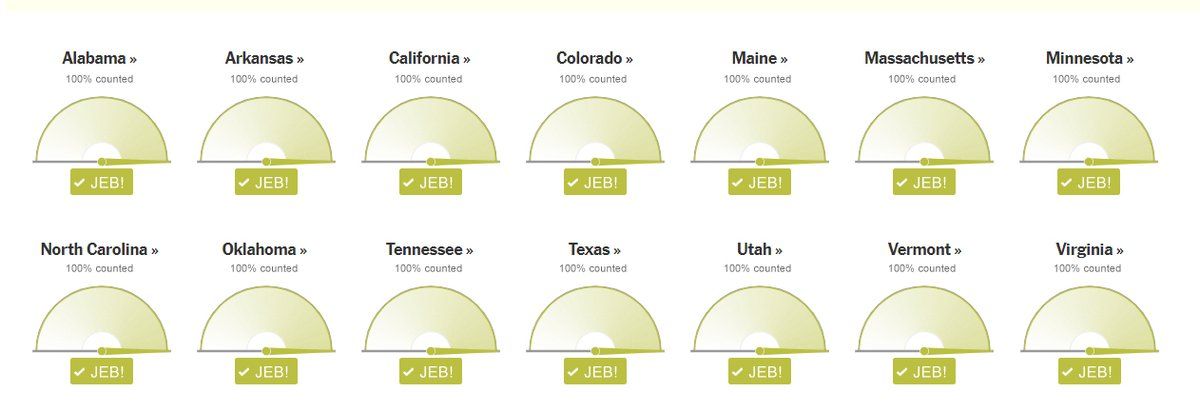 Alabama » Arkansas » California » Colorado » Maine » Massachusetts » Minnesota »
100% counted 100% counted 100% counted 100% counted 100% counted 100% counted 100% counted
✓ JEB! ✓ JEB! ✓ JEB! ✓ JEB! ✓ JEB! ✓ JEB! ✓ JEB!
North Carolina » Oklahoma » Tennessee » Texas » Utah » Vermont » Virginia »
100% counted 100% counted 100% counted 100% counted 100% counted 100% counted 100% counted
✓ JEB! ✓ JEB! ✓ JEB! ✓ JEB! ✓ JEB! ✓ JEB! ✓ JEB!